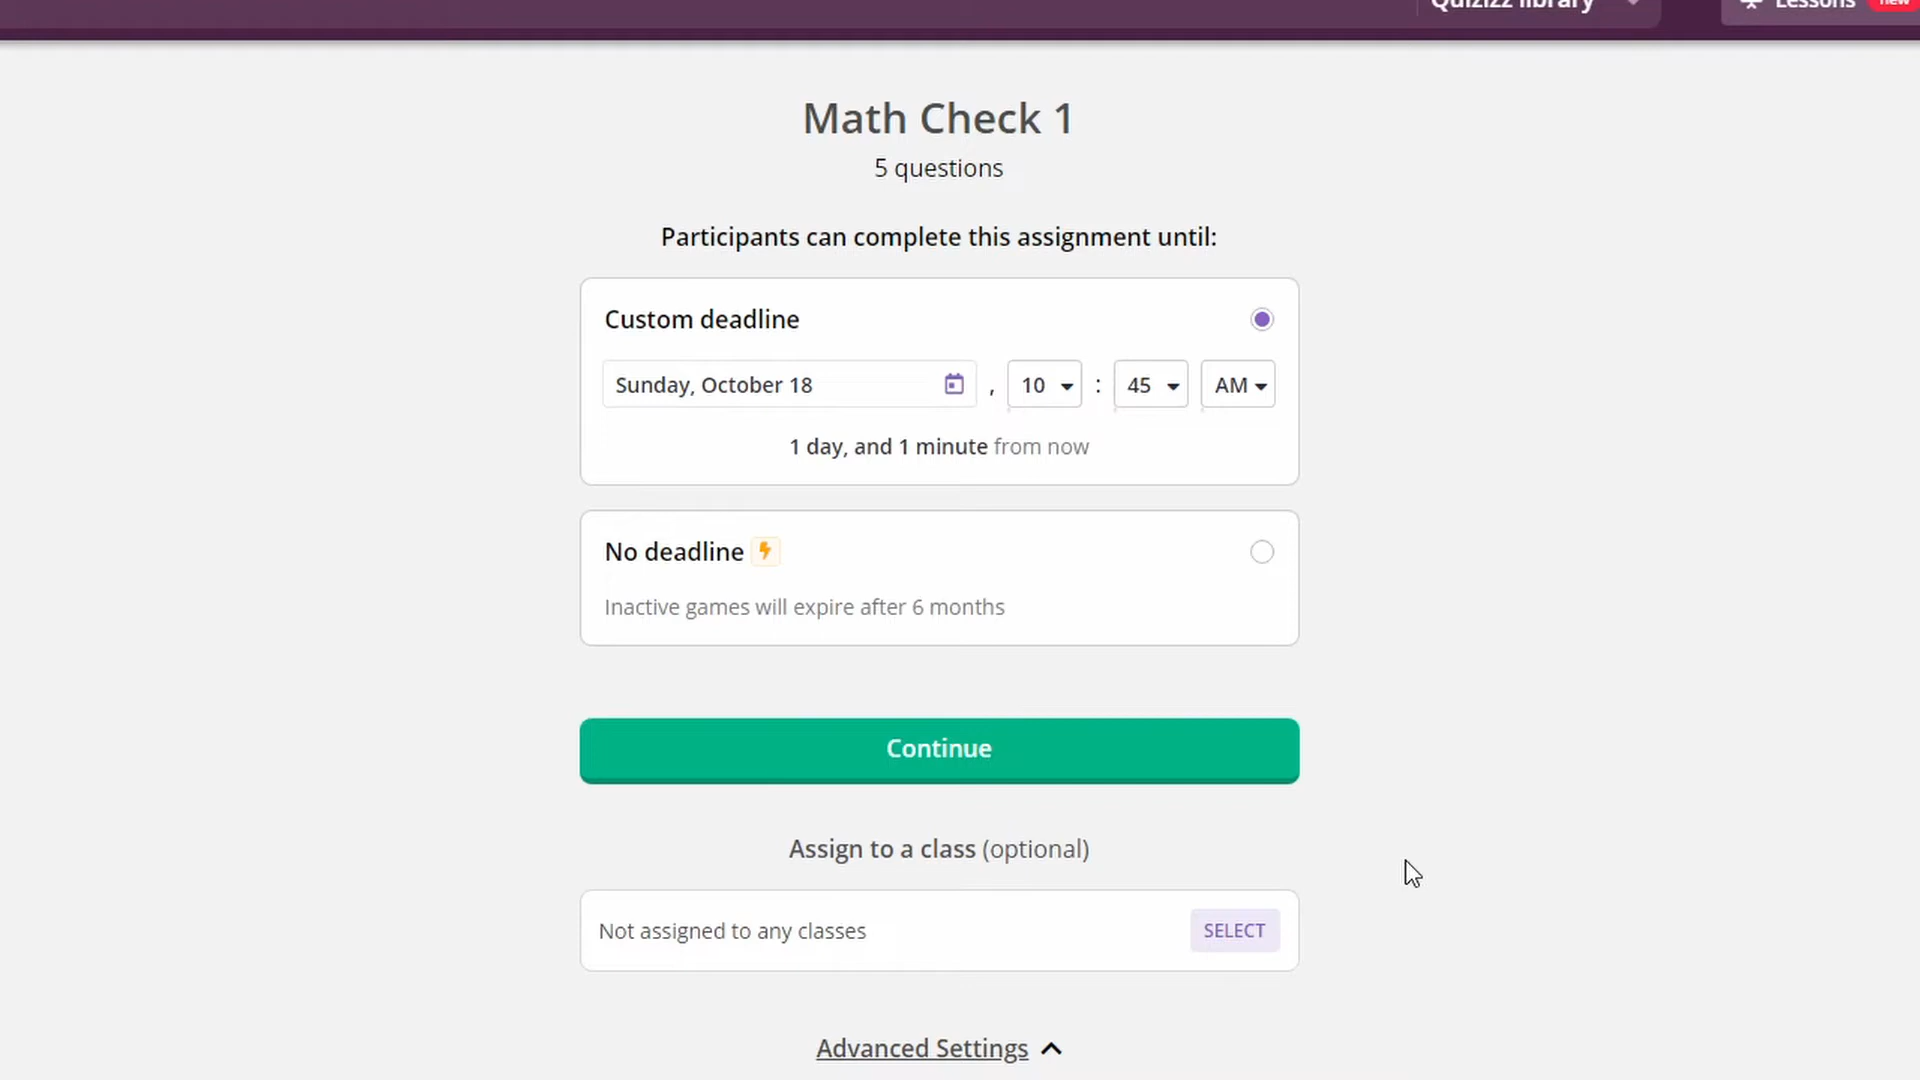 Quizizz library
Lessons new
Math Check 1
5 questions
Participants can complete this assignment until:
Custom deadline
Sunday, October 18 , 10 : 45 AM
1 day, and 1 minute from now
No deadline
Inactive games will expire after 6 months
Continue
Assign to a class (optional)
Not assigned to any classes SELECT
Advanced Settings